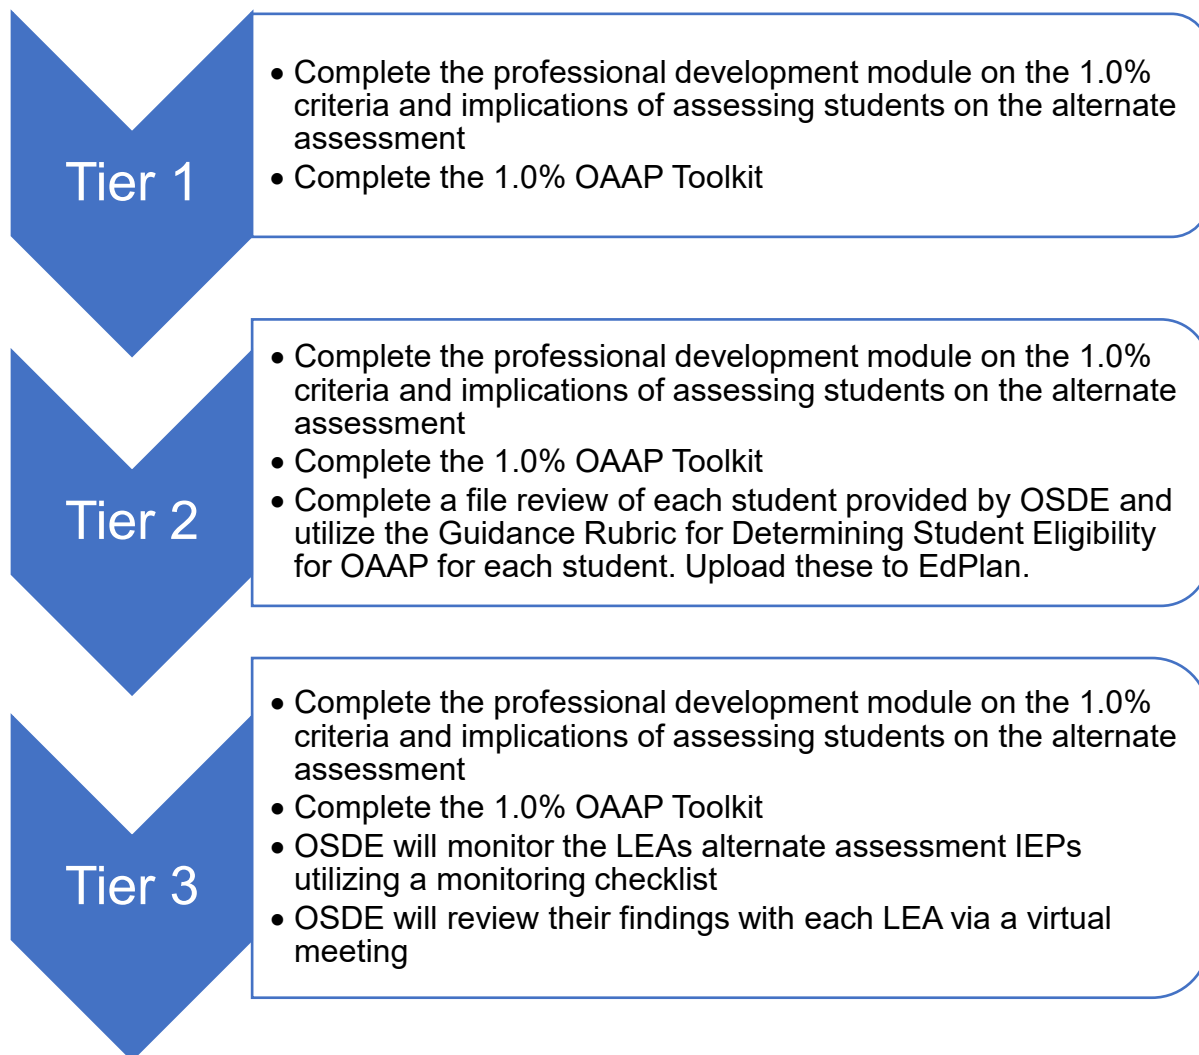 Tier 1
• Complete the professional development module on the 1.0%
criteria and implications of assessing students on the alternate
assessment
• Complete the 1.0% OAAP Toolkit
Tier 2
• Complete the professional development module on the 1.0%
criteria and implications of assessing students on the alternate
assessment
• Complete the 1.0% OAAP Toolkit
• Complete a file review of each student provided by OSDE and
utilize the Guidance Rubric for Determining Student Eligibility
for OAAP for each student. Upload these to EdPlan.
Tier 3
• Complete the professional development module on the 1.0%
criteria and implications of assessing students on the alternate
assessment
• Complete the 1.0% OAAP Toolkit
• OSDE will monitor the LEAs alternate assessment IEPs
utilizing a monitoring checklist
• OSDE will review their findings with each LEA via a virtual
meeting